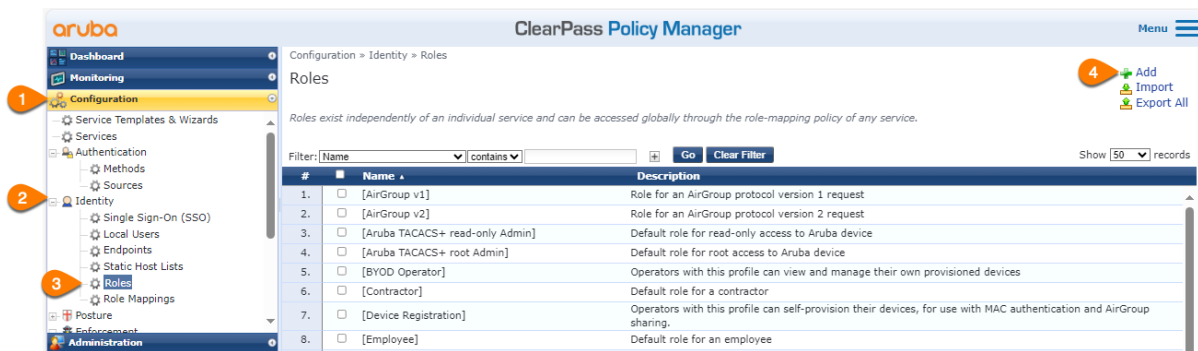 aruba
ClearPass Policy Manager
Menu
Dashboard
Monitoring
1
Configuration
Service Templates & Wizards
Services
Authentication
Methods
Sources
2
Identity
Single Sign-On (SSO)
Local Users
Endpoints
Static Host Lists
3
Roles
Role Mappings
Posture
Enforcement
Administration
Configuration » Identity » Roles
Roles
4
Add
Import
Export All
Roles exist independently of an individual service and can be accessed globally through the role-mapping policy of any service.
Filter: Name contains Go Clear Filter Show 50 records
# Name Description
1. [AirGroup v1] Role for an AirGroup protocol version 1 request
2. [AirGroup v2] Role for an AirGroup protocol version 2 request
3. [Aruba TACACS+ read-only Admin] Default role for read-only access to Aruba device
4. [Aruba TACACS+ root Admin] Default role for root access to Aruba device
5. [BYOD Operator] Operators with this profile can view and manage their own provisioned devices
6. [Contractor] Default role for a contractor
7. [Device Registration] Operators with this profile can self-provision their devices, for use with MAC authentication and AirGroup
sharing.
8. [Employee] Default role for an employee